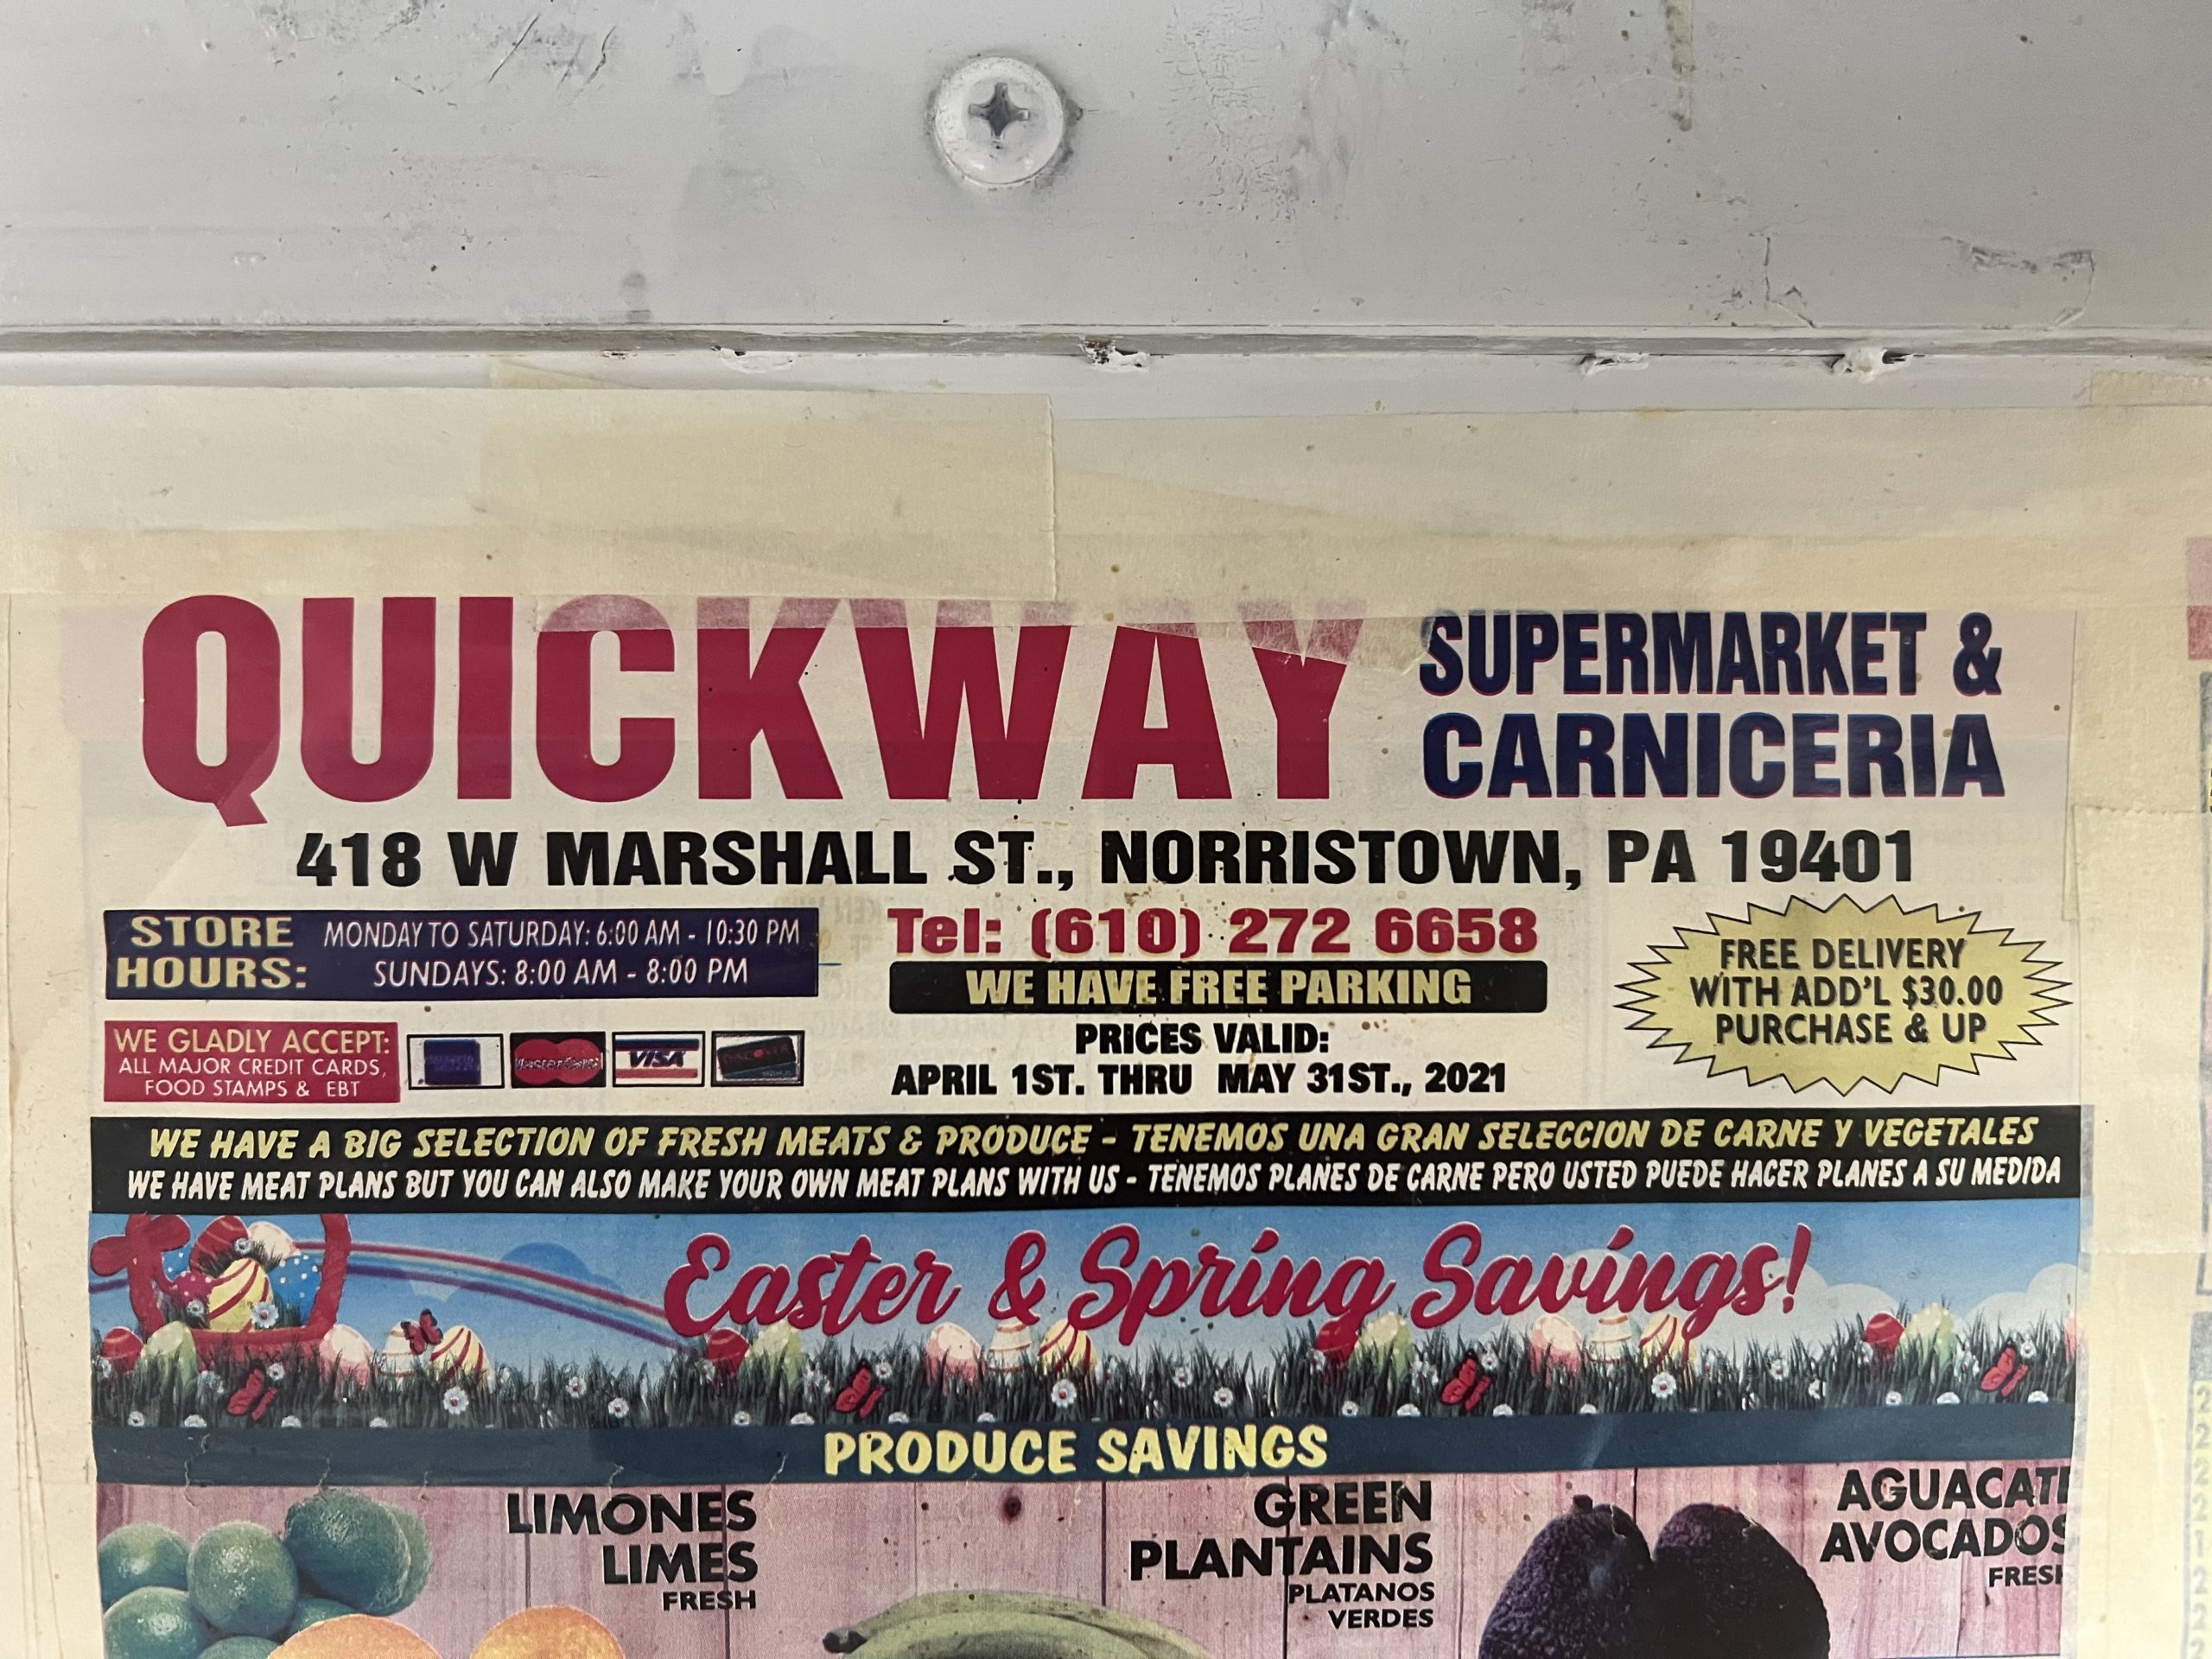 QUICKWAY
SUPERMARKET &
CARNICERIA
418 W MARSHALL ST., NORRISTOWN, PA 19401
STORE HOURS:
MONDAY TO SATURDAY: 6:00 AM - 10:30 PM
SUNDAYS: 8:00 AM - 8:00 PM
Tel: (610) 272 6658
WE HAVE FREE PARKING
PRICES VALID:
APRIL 1ST. THRU MAY 31ST., 2021
FREE DELIVERY
WITH ADD'L $30.00
PURCHASE & UP
WE GLADLY ACCEPT:
ALL MAJOR CREDIT CARDS,
FOOD STAMPS & EBT
MasterCard
VISA
DISCOVER
WE HAVE A BIG SELECTION OF FRESH MEATS & PRODUCE - TENEMOS UNA GRAN SELECCION DE CARNE Y VEGETALES
WE HAVE MEAT PLANS BUT YOU CAN ALSO MAKE YOUR OWN MEAT PLANS WITH US - TENEMOS PLANES DE CARNE PERO USTED PUEDE HACER PLANES A SU MEDIDA
Easter & Spring Savings!
PRODUCE SAVINGS
LIMONES
LIMES
FRESH
GREEN
PLANTAINS
PLATANOS
VERDES
AGUACATE
AVOCADOS
FRESH